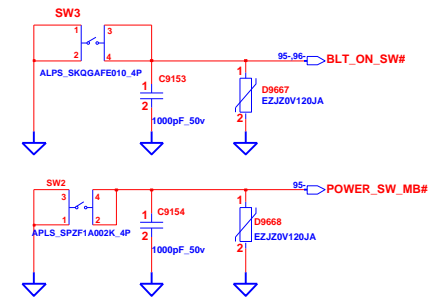 SW3
1 3
2 4
ALPS_SKQGAFE010_4P
1 C9153
2
1000pF_50v
1 D9667
EZJZ0V120JA
2
95-,96- BLT_ON_SW#
SW2
3 4
1 2
APLS_SPZF1A002K_4P
1 C9154
2
1000pF_50v
1
D9668
EZJZ0V120JA
2
95- POWER_SW_MB#